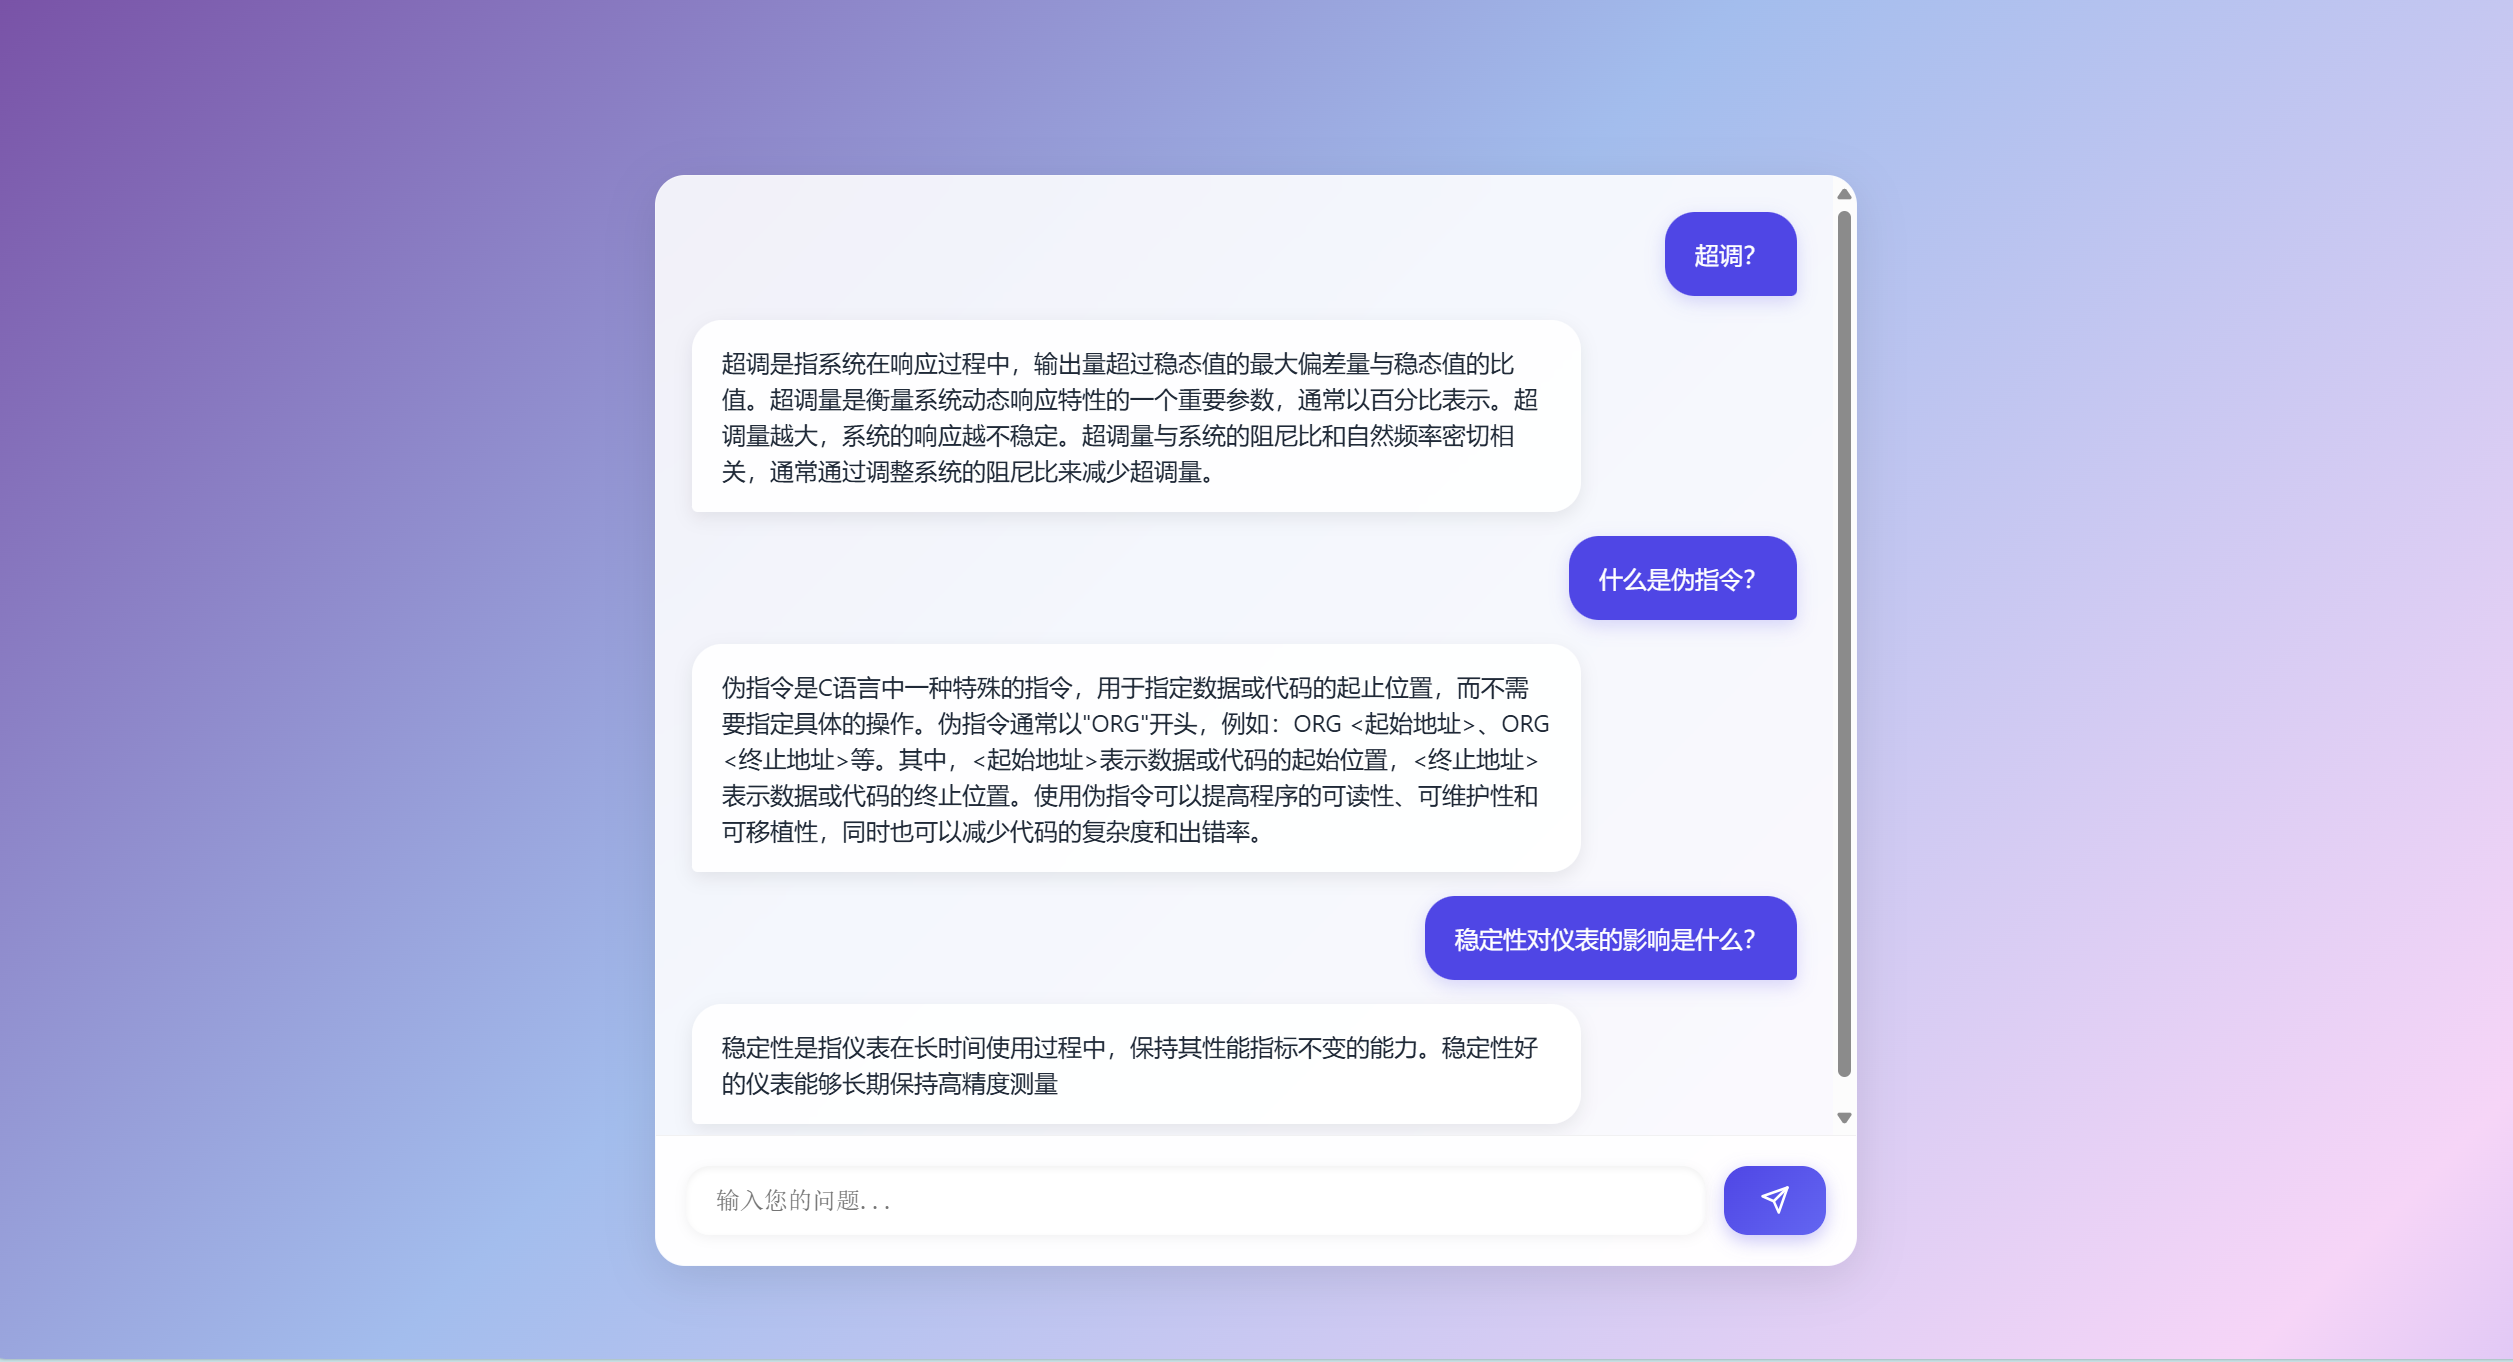 超调？
超调是指系统在响应过程中，输出量超过稳态值的最大偏差量与稳态值的比
值。超调量是衡量系统动态响应特性的一个重要参数，通常以百分比表示。超
调量越大，系统的响应越不稳定。超调量与系统的阻尼比和自然频率密切相
关，通常通过调整系统的阻尼比来减少超调量。
什么是伪指令？
伪指令是C语言中一种特殊的指令，用于指定数据或代码的起止位置，而不需
要指定具体的操作。伪指令通常以"ORG"开头，例如：ORG <起始地址>、ORG
<终止地址>等。其中，<起始地址>表示数据或代码的起始位置，<终止地址>
表示数据或代码的终止位置。使用伪指令可以提高程序的可读性、可维护性和
可移植性，同时也可以减少代码的复杂度和出错率。
稳定性对仪表的影响是什么？
稳定性是指仪表在长时间使用过程中，保持其性能指标不变的能力。稳定性好
的仪表能够长期保持高精度测量
输入您的问题...